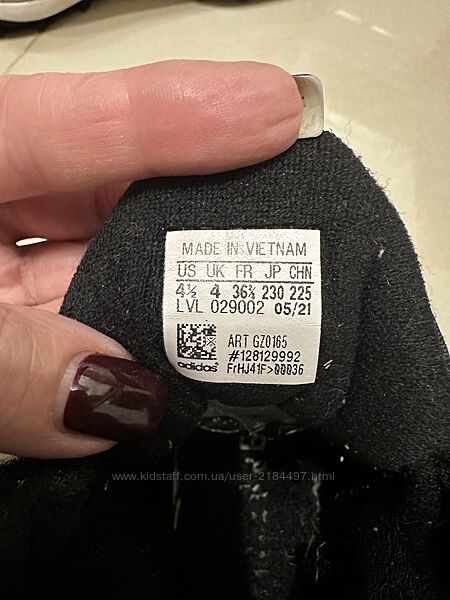 MADE IN VIETNAM
US UK FR JP CHN
4½ 4 36⅔ 230 225
LVL 029002 05/21
ART GZ0165
#128129992
adidas® FrHJ41F>00036
www.kidstaff.com.ua/user-2184497.html